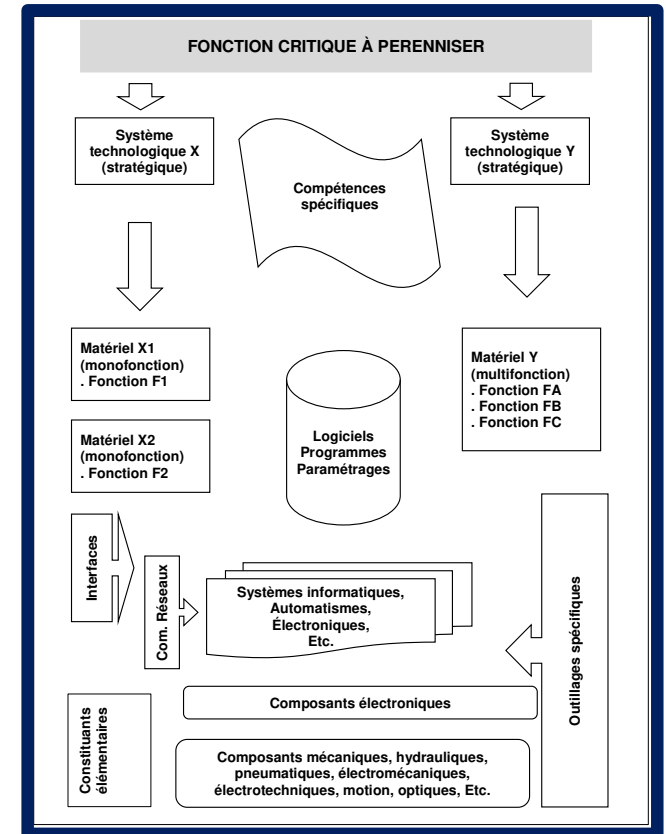 FONCTION CRITIQUE À PERENNISER
Système
technologique X
(stratégique)
Compétences
spécifiques
Système
technologique Y
(stratégique)
Matériel X1
(monofonction)
. Fonction F1
Matériel X2
(monofonction)
. Fonction F2
Logiciels
Programmes
Paramétrages
Matériel Y
(multifonction)
. Fonction FA
. Fonction FB
. Fonction FC
Interfaces
Com. Réseaux
Systèmes informatiques,
Automatismes,
Électroniques,
Etc.
Outillages spécifiques
Composants électroniques
Constituants
élémentaires
Composants mécaniques, hydrauliques,
pneumatiques, électromécaniques,
électrotechniques, motion, optiques, Etc.